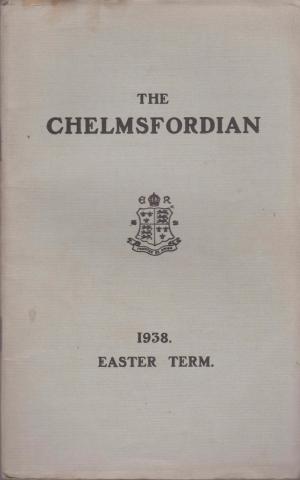 THE
CHELMSFORDIAN
E R
1938.
EASTER TERM.